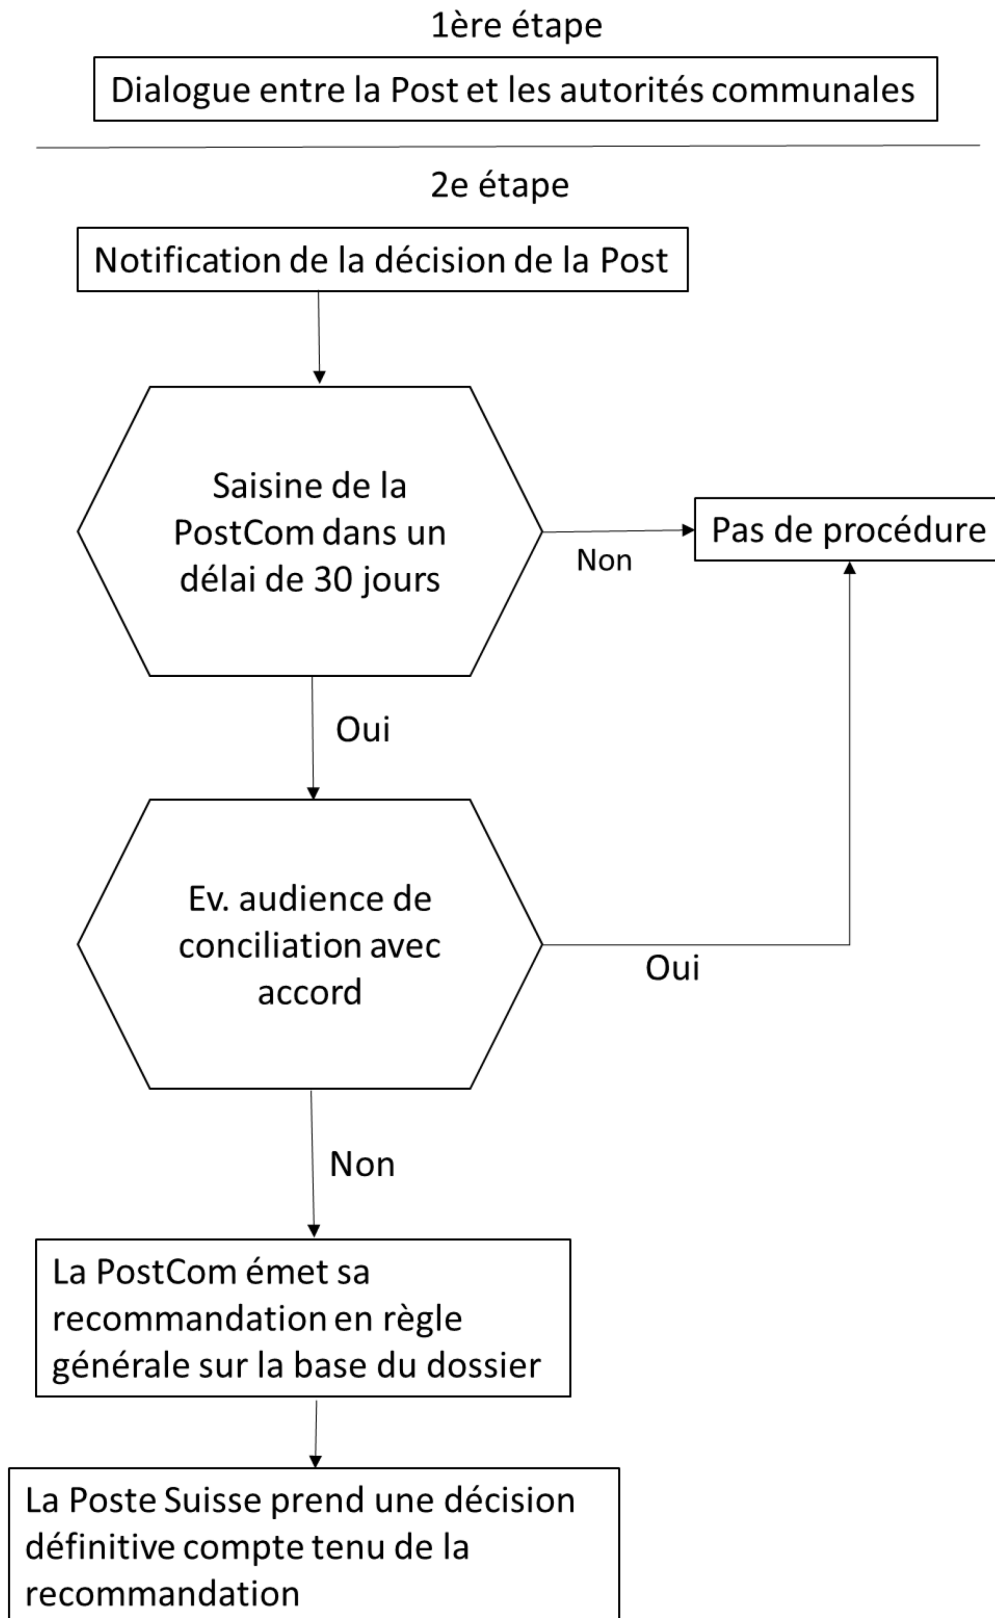 1ère étape
Dialogue entre la Post et les autorités communales
2e étape
Notification de la décision de la Post
Saisine de la
PostCom dans un
délai de 30 jours
Pas de procédure
Non
Oui
Ev. audience de
conciliation avec
accord
Oui
Non
La PostCom émet sa
recommandation en règle
générale sur la base du dossier
La Poste Suisse prend une décision
définitive compte tenu de la
recommandation